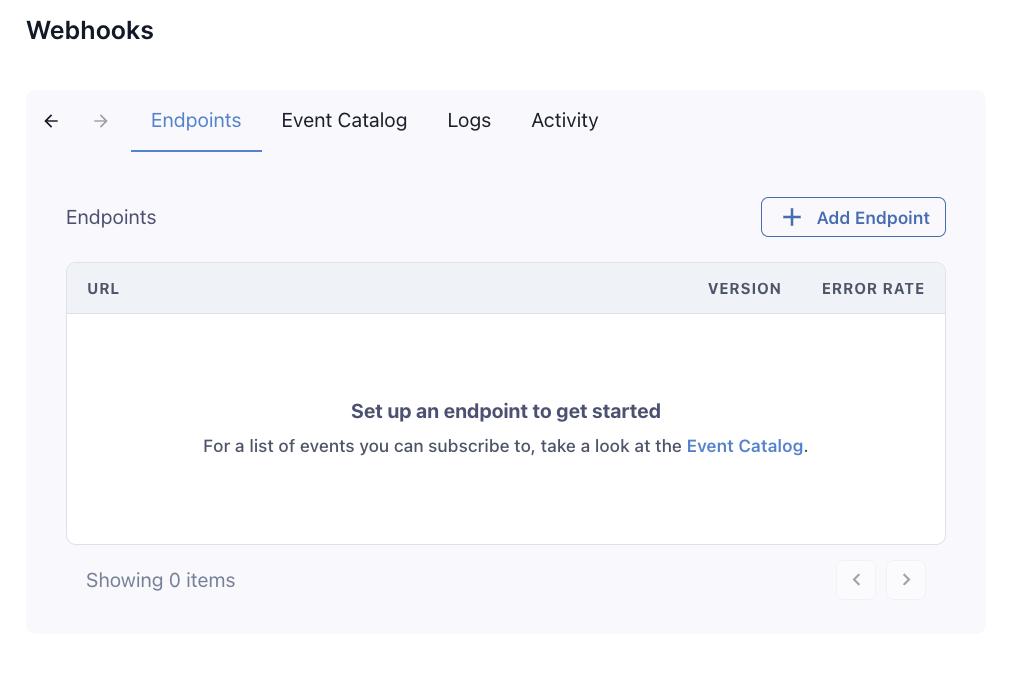 Webhooks
Endpoints Event Catalog Logs Activity
Endpoints
Add Endpoint
URL VERSION ERROR RATE
Set up an endpoint to get started
For a list of events you can subscribe to, take a look at the Event Catalog.
Showing 0 items